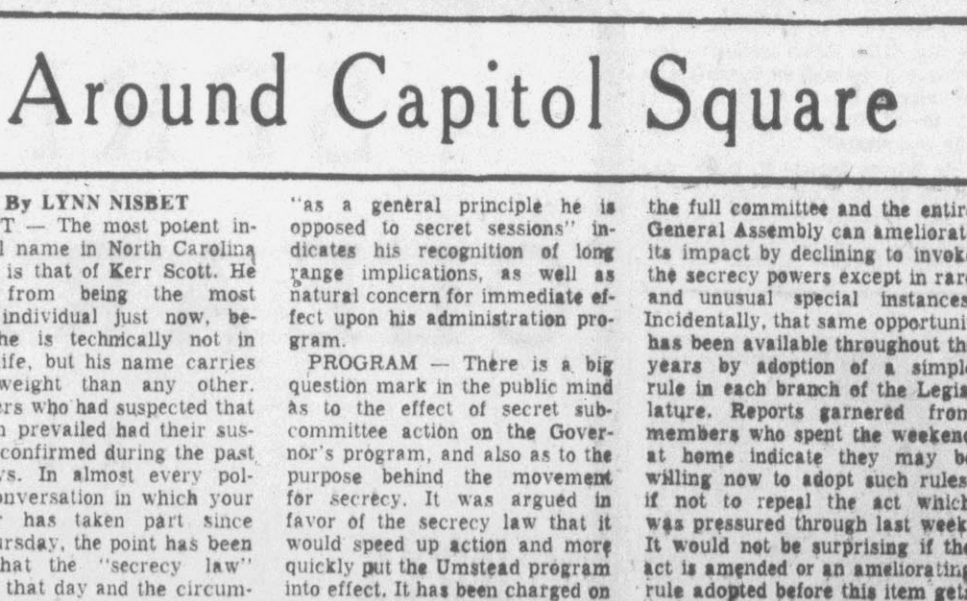 Around Capitol Square
By LYNN NISBET
T — The most potent in-
l name in North Carolina
is that of Kerr Scott. He
from being the most
individual just now, be-
he is technically not in
ife, but his name carries
weight than any other.
ers who had suspected that
n prevailed had their sus-
confirmed during the past
ys. In almost every pol-
onversation in which your
r has taken part since
ursday, the point has been
hat the "secrecy law"
that day and the circum-
"as a general principle he is
opposed to secret sessions" in-
dicates his recognition of long
range implications, as well as
natural concern for immediate ef-
fect upon his administration pro-
gram.
PROGRAM — There is a big
question mark in the public mind
as to the effect of secret sub-
committee action on the Gover-
nor's program, and also as to the
purpose behind the movement
for secrecy. It was argued in
favor of the secrecy law that it
would speed up action and more
quickly put the Umstead program
into effect. It has been charged on
the full committee and the entire
General Assembly can ameliorat
its impact by declining to invok
the secrecy powers except in rare
and unusual special instances
Incidentally, that same opportuni
has been available throughout th
years by adoption of a simple
rule in each branch of the Legis
lature. Reports garnered from
members who spent the weekend
at home indicate they may b
willing now to adopt such rules
if not to repeal the act which
was pressured through last week
It would not be surprising if the
act is amended or an ameliorating
rule adopted before this item gets